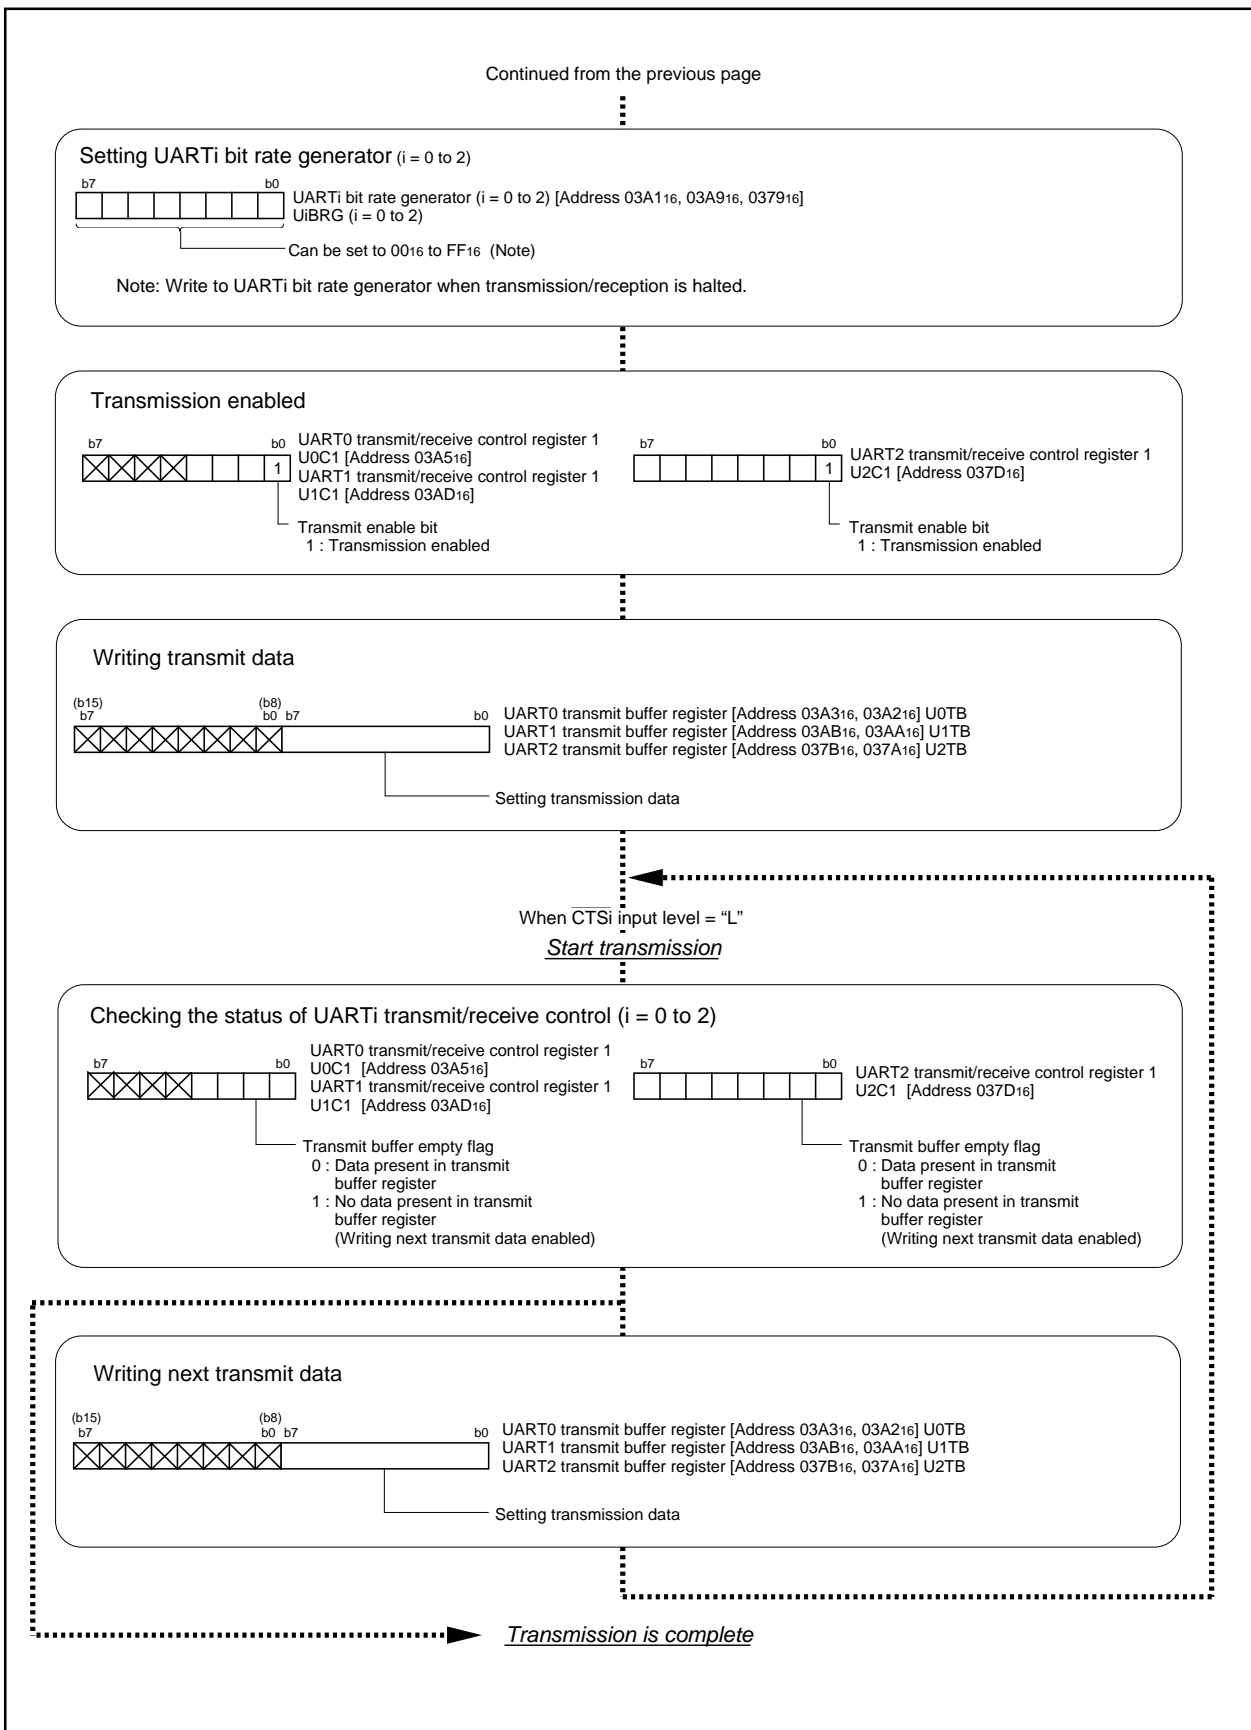 Continued from the previous page
Setting UARTi bit rate generator (i = 0 to 2)
b7 b0
UARTi bit rate generator (i = 0 to 2) [Address 03A116, 03A916, 037916]
UiBRG (i = 0 to 2)
Can be set to 0016 to FF16 (Note)
Note: Write to UARTi bit rate generator when transmission/reception is halted.
Transmission enabled
b7 b0
1
UART0 transmit/receive control register 1
U0C1 [Address 03A516]
UART1 transmit/receive control register 1
U1C1 [Address 03AD16]
Transmit enable bit
1 : Transmission enabled
b7 b0
1
UART2 transmit/receive control register 1
U2C1 [Address 037D16]
Transmit enable bit
1 : Transmission enabled
Writing transmit data
(b15) (b8)
b7 b0 b7 b0
UART0 transmit buffer register [Address 03A316, 03A216] U0TB
UART1 transmit buffer register [Address 03AB16, 03AA16] U1TB
UART2 transmit buffer register [Address 037B16, 037A16] U2TB
Setting transmission data
When CTSi input level = “L”
Start transmission
Checking the status of UARTi transmit/receive control (i = 0 to 2)
b7 b0
UART0 transmit/receive control register 1
U0C1 [Address 03A516]
UART1 transmit/receive control register 1
U1C1 [Address 03AD16]
Transmit buffer empty flag
0 : Data present in transmit
buffer register
1 : No data present in transmit
buffer register
(Writing next transmit data enabled)
b7 b0
UART2 transmit/receive control register 1
U2C1 [Address 037D16]
Transmit buffer empty flag
0 : Data present in transmit
buffer register
1 : No data present in transmit
buffer register
(Writing next transmit data enabled)
Writing next transmit data
(b15) (b8)
b7 b0 b7 b0
UART0 transmit buffer register [Address 03A316, 03A216] U0TB
UART1 transmit buffer register [Address 03AB16, 03AA16] U1TB
UART2 transmit buffer register [Address 037B16, 037A16] U2TB
Setting transmission data
Transmission is complete